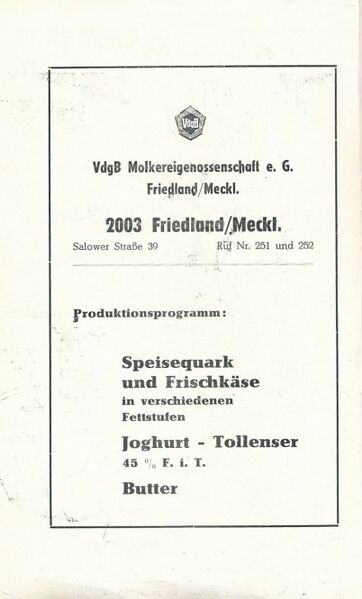 VdgB
VdgB Molkereigenossenschaft e. G.
Friedland/Meckl.
2003 Friedland/Meckl.
Salower Straße 39 Ruf Nr. 251 und 252
Produktionsprogramm:
Speisequark
und Frischkäse
in verschiedenen
Fettstufen
Joghurt - Tollenser
45 % F. i. T.
Butter